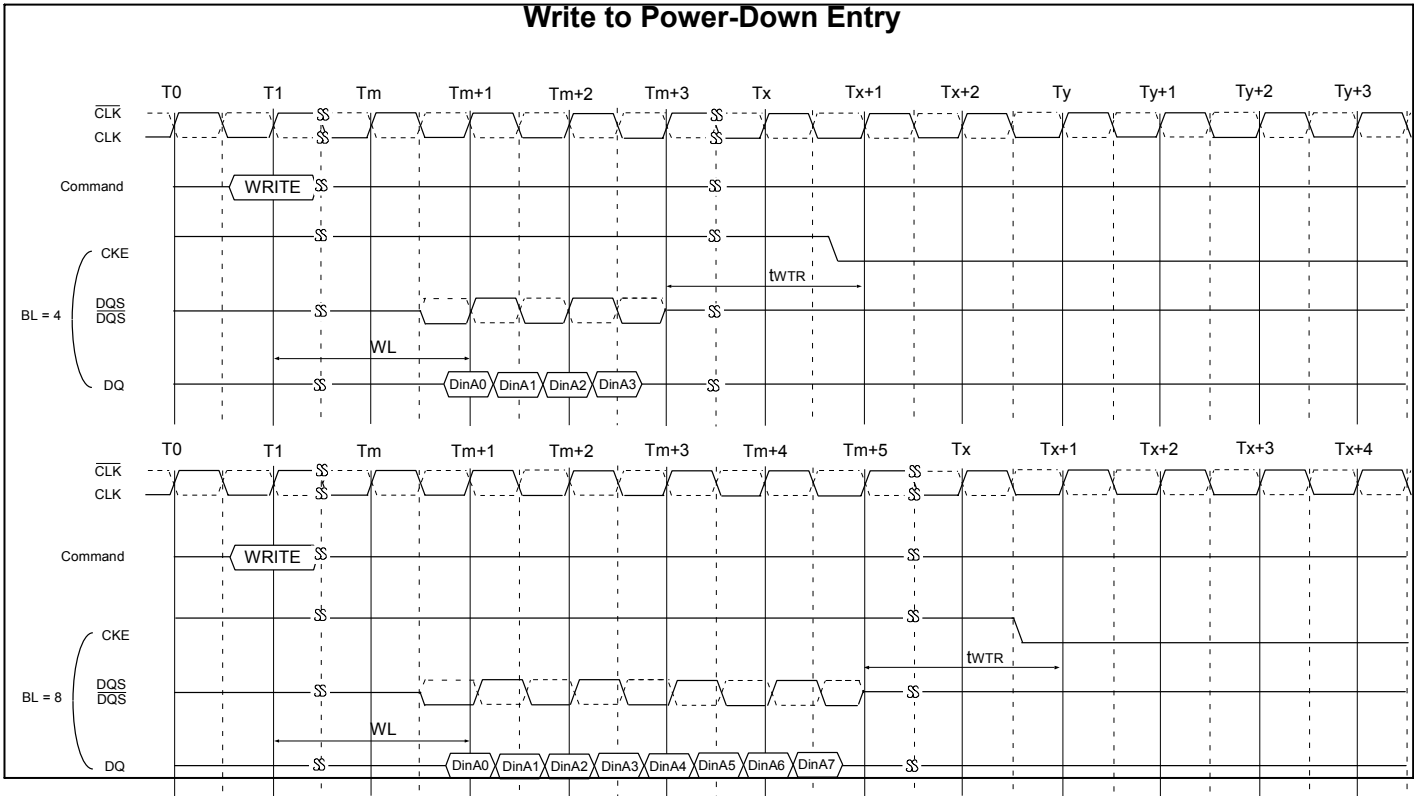 Write to Power-Down Entry
T0 T1 Tm Tm+1 Tm+2 Tm+3 Tx Tx+1 Tx+2 Ty Ty+1 Ty+2 Ty+3
CLK
CLK
Command WRITE
CKE
tWTR
BL = 4
DQS
DQS
WL
DQ DinA0 DinA1 DinA2 DinA3
T0 T1 Tm Tm+1 Tm+2 Tm+3 Tm+4 Tm+5 Tx Tx+1 Tx+2 Tx+3 Tx+4
CLK
CLK
Command WRITE
CKE
tWTR
BL = 8
DQS
DQS
WL
DQ DinA0 DinA1 DinA2 DinA3 DinA4 DinA5 DinA6 DinA7